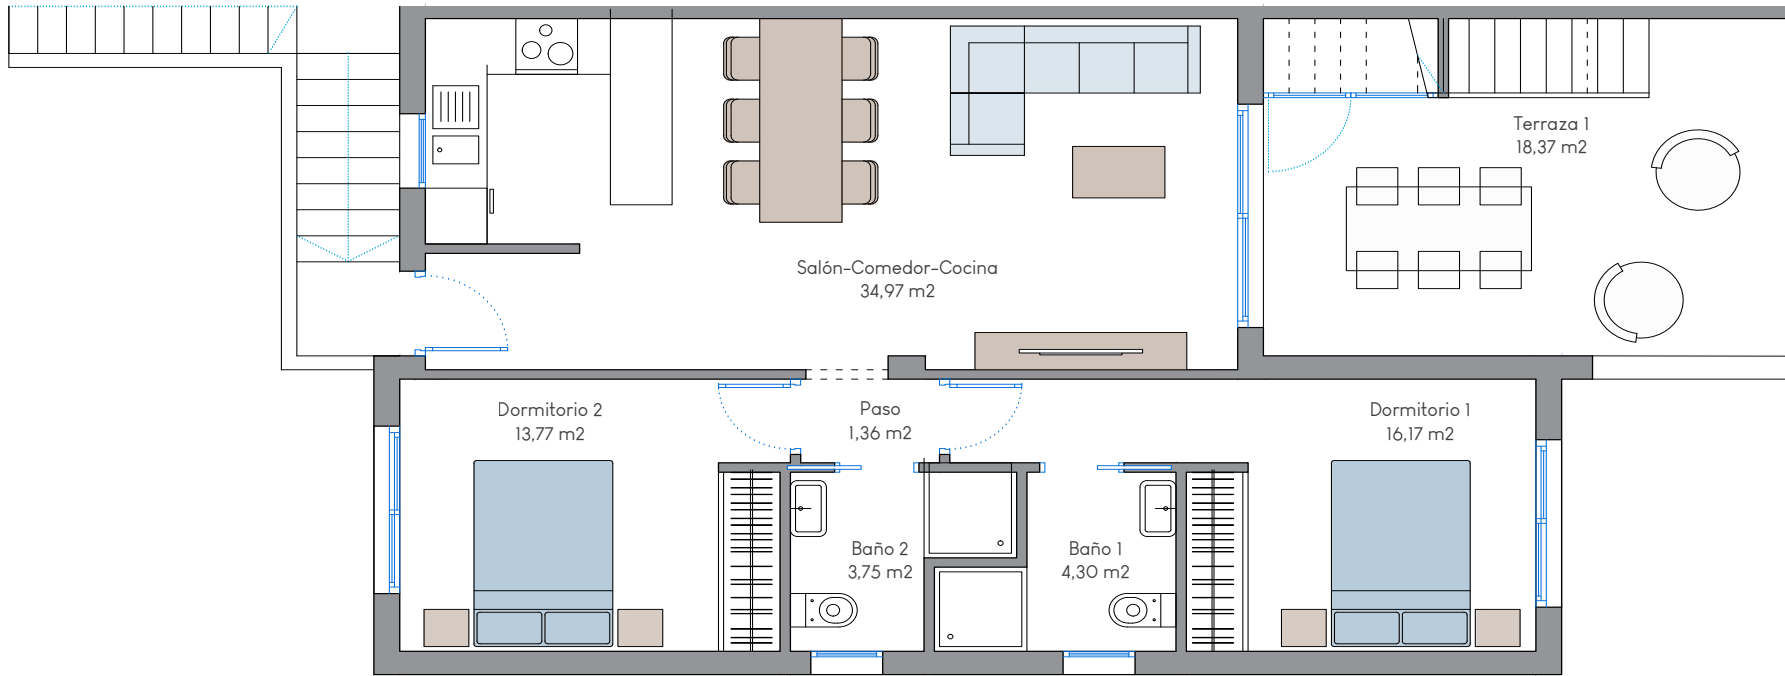 Terraza 1
18,37 m2
Salón-Comedor-Cocina
34,97 m2
Dormitorio 2
13,77 m2
Paso
1,36 m2
Dormitorio 1
16,17 m2
Baño 2
3,75 m2
Baño 1
4,30 m2